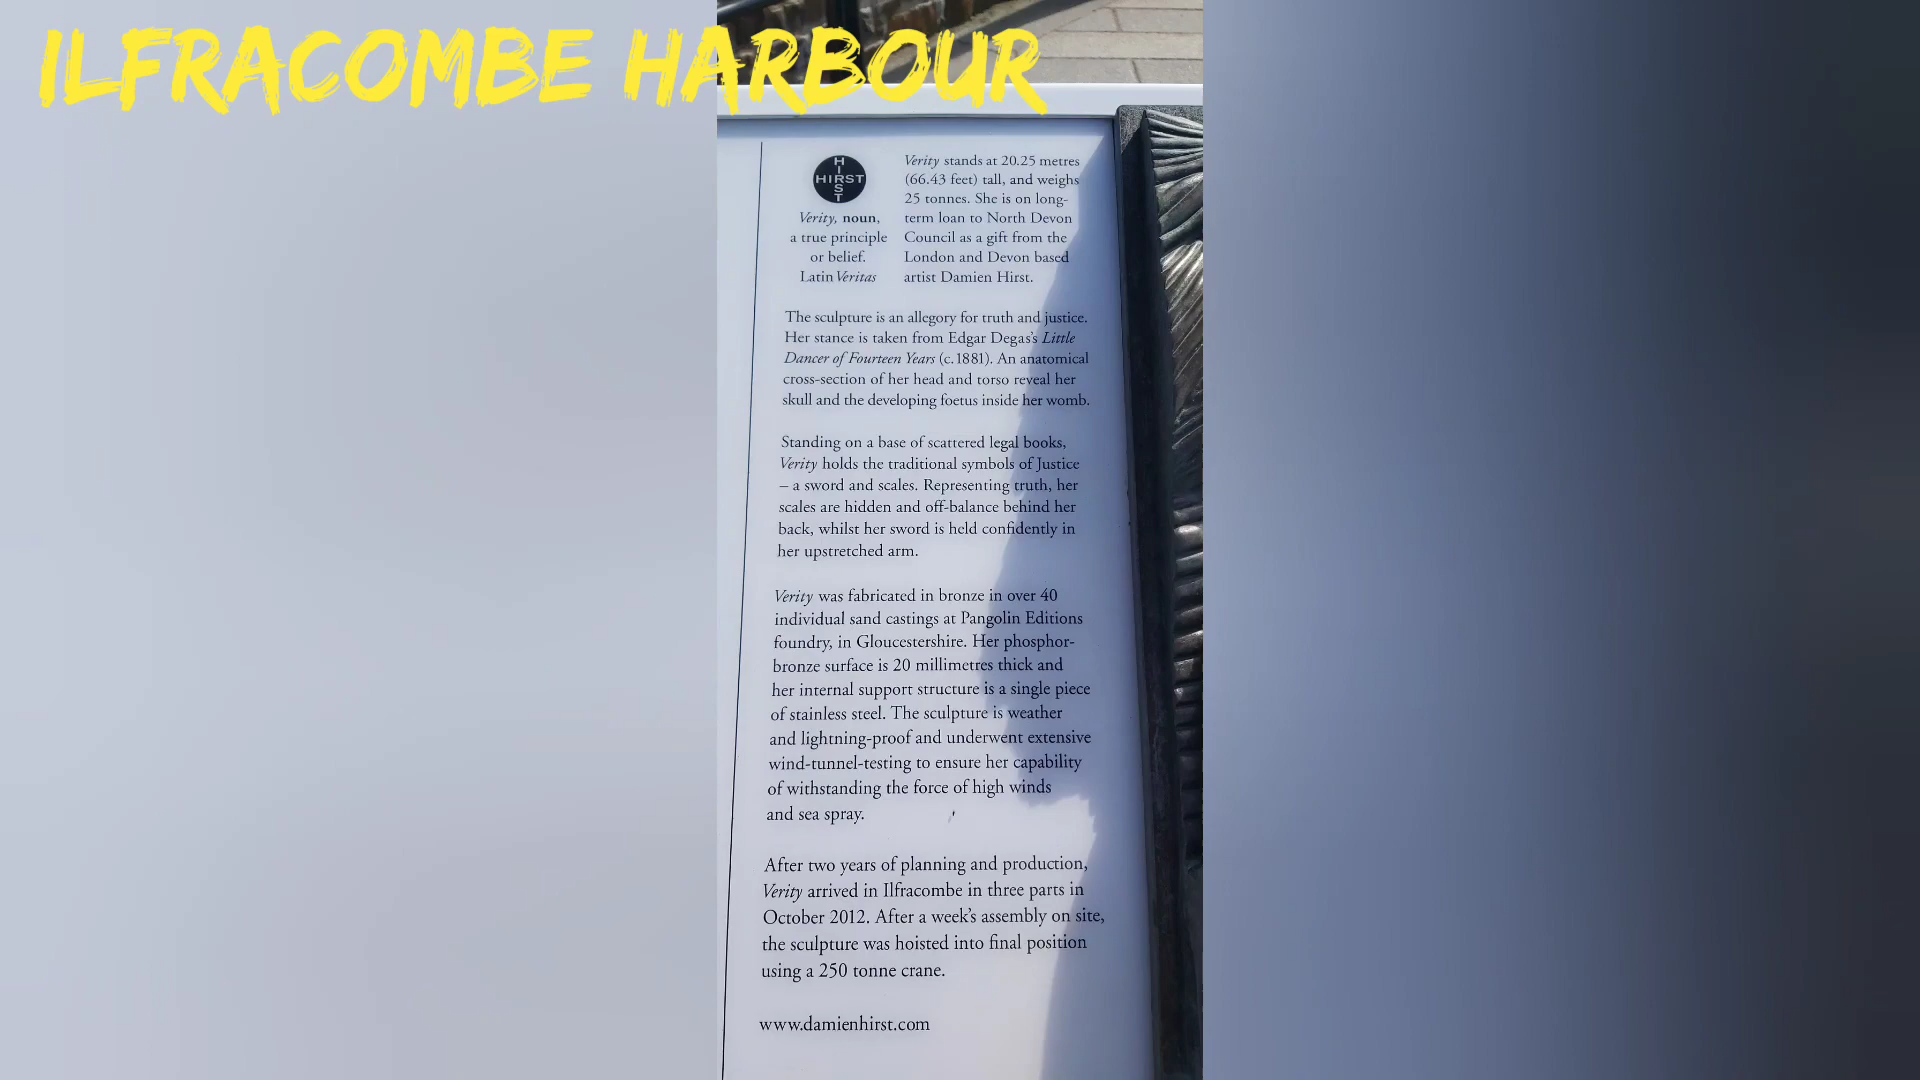 ILFRACOMBE HARBOUR
HIRST
HIRST
Verity, noun,
a true principle
or belief.
Latin Veritas
Verity stands at 20.25 metres
(66.43 feet) tall, and weighs
25 tonnes. She is on long-
term loan to North Devon
Council as a gift from the
London and Devon based
artist Damien Hirst.
The sculpture is an allegory for truth and justice.
Her stance is taken from Edgar Degas's Little
Dancer of Fourteen Years (c.1881). An anatomical
cross-section of her head and torso reveal her
skull and the developing foetus inside her womb.
Standing on a base of scattered legal books,
Verity holds the traditional symbols of Justice
– a sword and scales. Representing truth, her
scales are hidden and off-balance behind her
back, whilst her sword is held confidently in
her upstretched arm.
Verity was fabricated in bronze in over 40
individual sand castings at Pangolin Editions
foundry, in Gloucestershire. Her phosphor-
bronze surface is 20 millimetres thick and
her internal support structure is a single piece
of stainless steel. The sculpture is weather
and lightning-proof and underwent extensive
wind-tunnel-testing to ensure her capability
of withstanding the force of high winds
and sea spray.
After two years of planning and production,
Verity arrived in Ilfracombe in three parts in
October 2012. After a week's assembly on site,
the sculpture was hoisted into final position
using a 250 tonne crane.
www.damienhirst.com